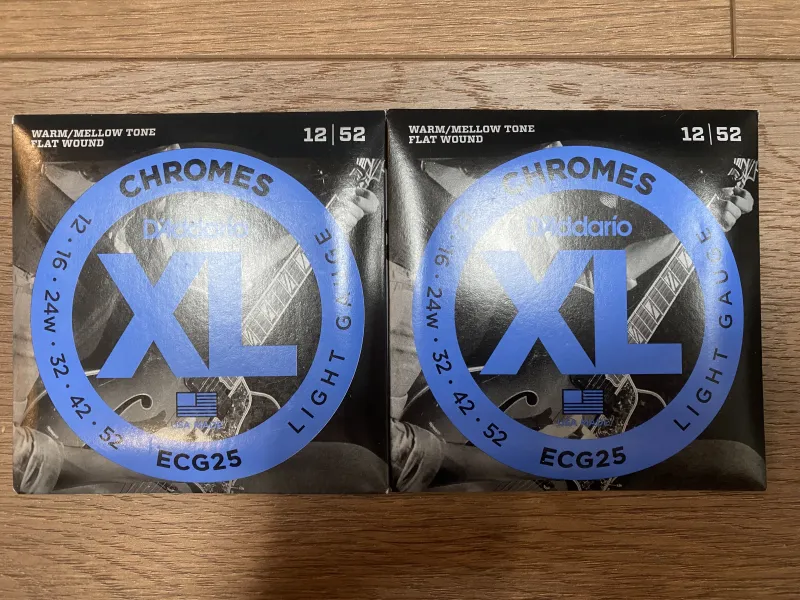 WARM/MELLOW TONE
FLAT WOUND
12|52
CHROMES
D'Addario
XL
12 • 16 • 24w • 32 • 42 • 52
LIGHT GAUGE
ECG25
WARM/MELLOW TONE
FLAT WOUND
12|52
CHROMES
D'Addario
XL
16 • 24w • 32 • 42 • 52
LIGHT GAUGE
ECG25